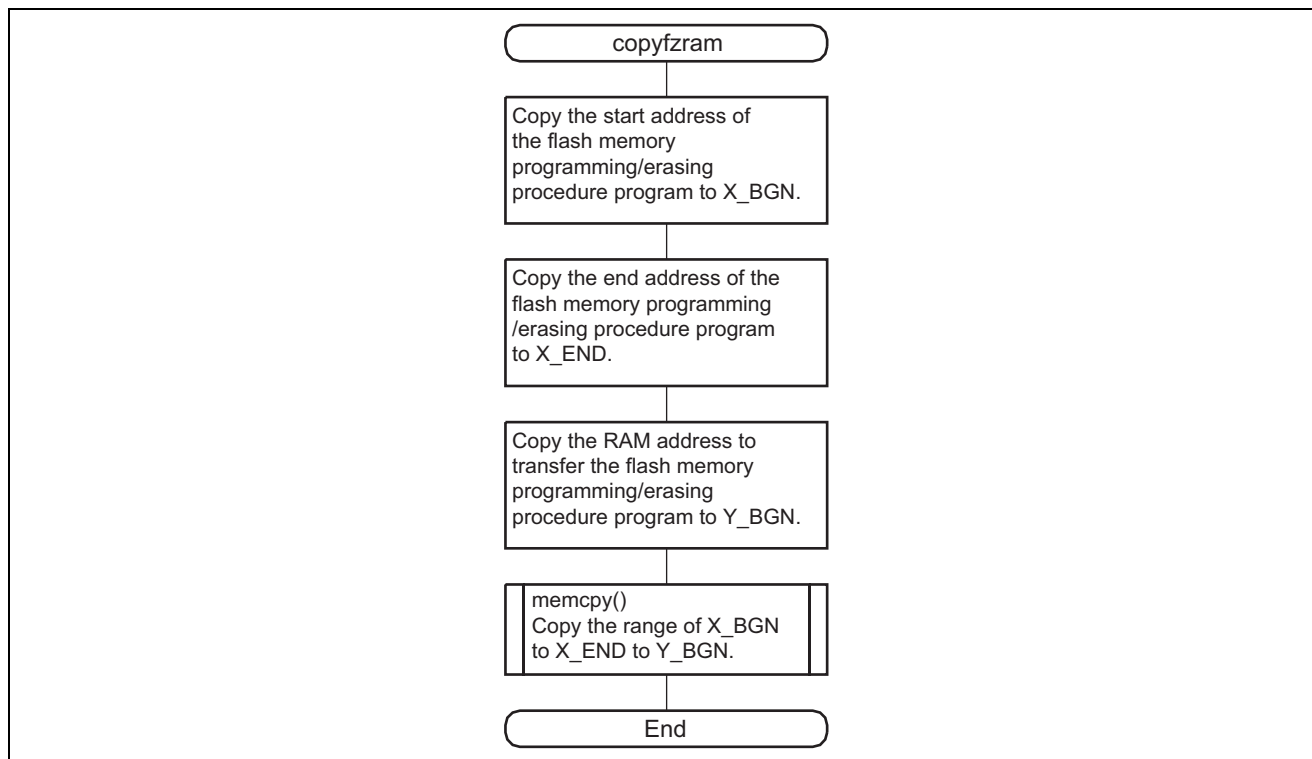 copyfzram
Copy the start address of
the flash memory
programming/erasing
procedure program to X_BGN.
Copy the end address of the
flash memory programming
/erasing procedure program
to X_END.
Copy the RAM address to
transfer the flash memory
programming/erasing
procedure program to Y_BGN.
memcpy()
Copy the range of X_BGN
to X_END to Y_BGN.
End